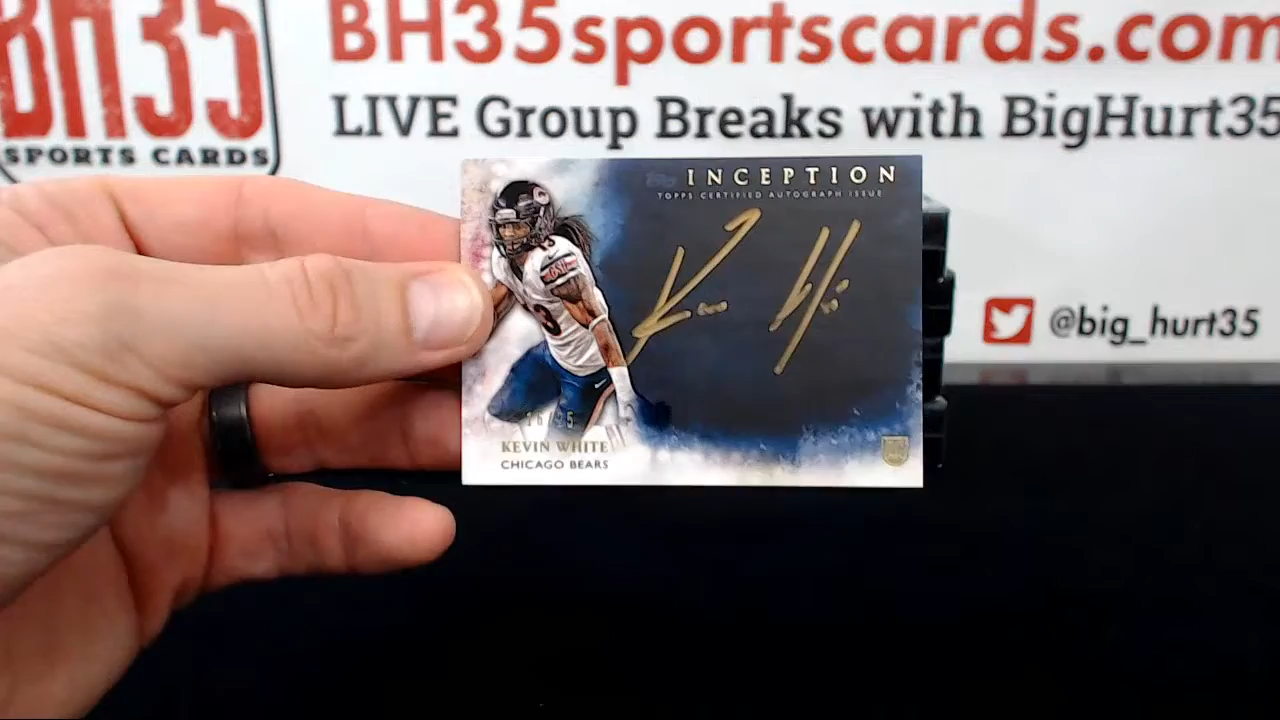 BH35
SPORTS CARDS
BH35sportscards.com
LIVE Group Breaks with BigHurt35
@big_hurt35
INCEPTION
TOPPS CERTIFIED AUTOGRAPH ISSUE
KEVIN WHITE
CHICAGO BEARS